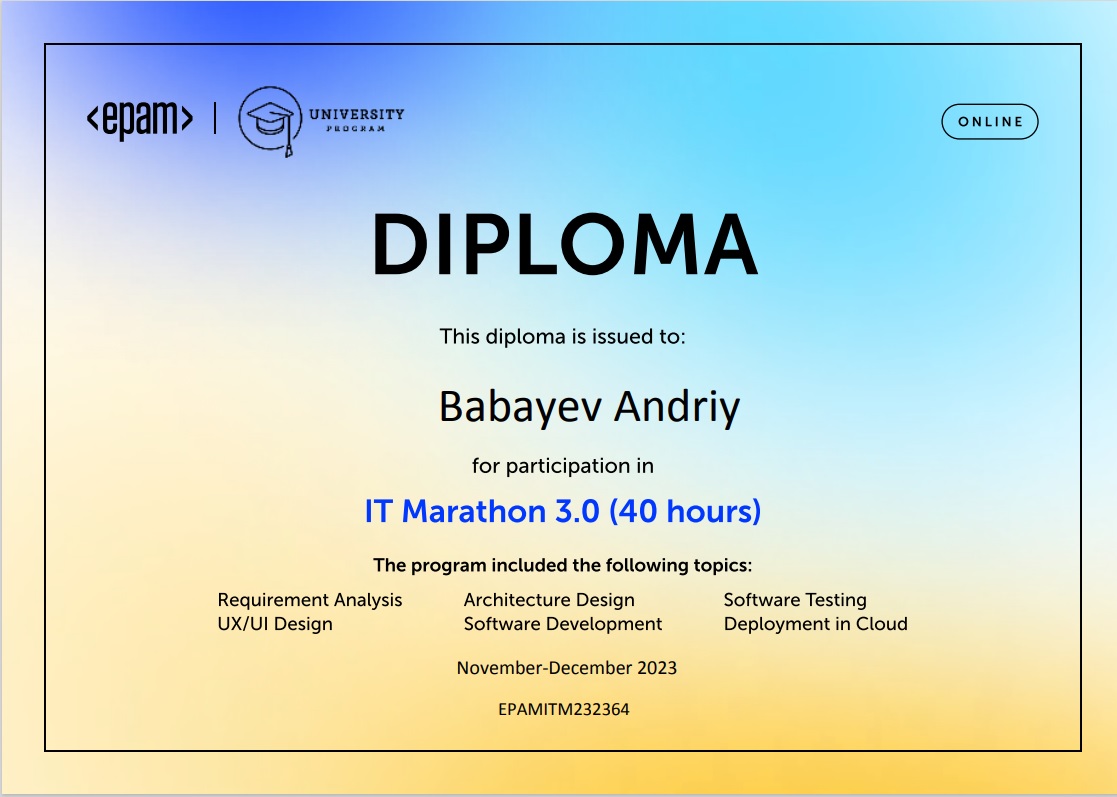 <epam> | UNIVERSITY
PROGRAM
ONLINE
DIPLOMA
This diploma is issued to:
Babayev Andriy
for participation in
IT Marathon 3.0 (40 hours)
The program included the following topics:
Requirement Analysis Architecture Design Software Testing
UX/UI Design Software Development Deployment in Cloud
November-December 2023
EPAMITM232364